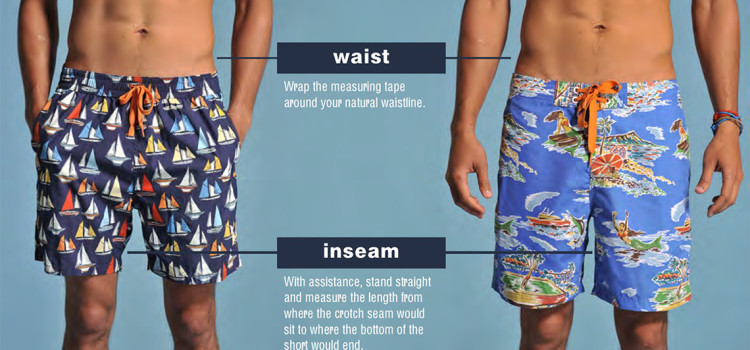 waist
Wrap the measuring tape
around your natural waistline.
inseam
With assistance, stand straight
and measure the length from
where the crotch seam would
sit to where the bottom of the
short would end.